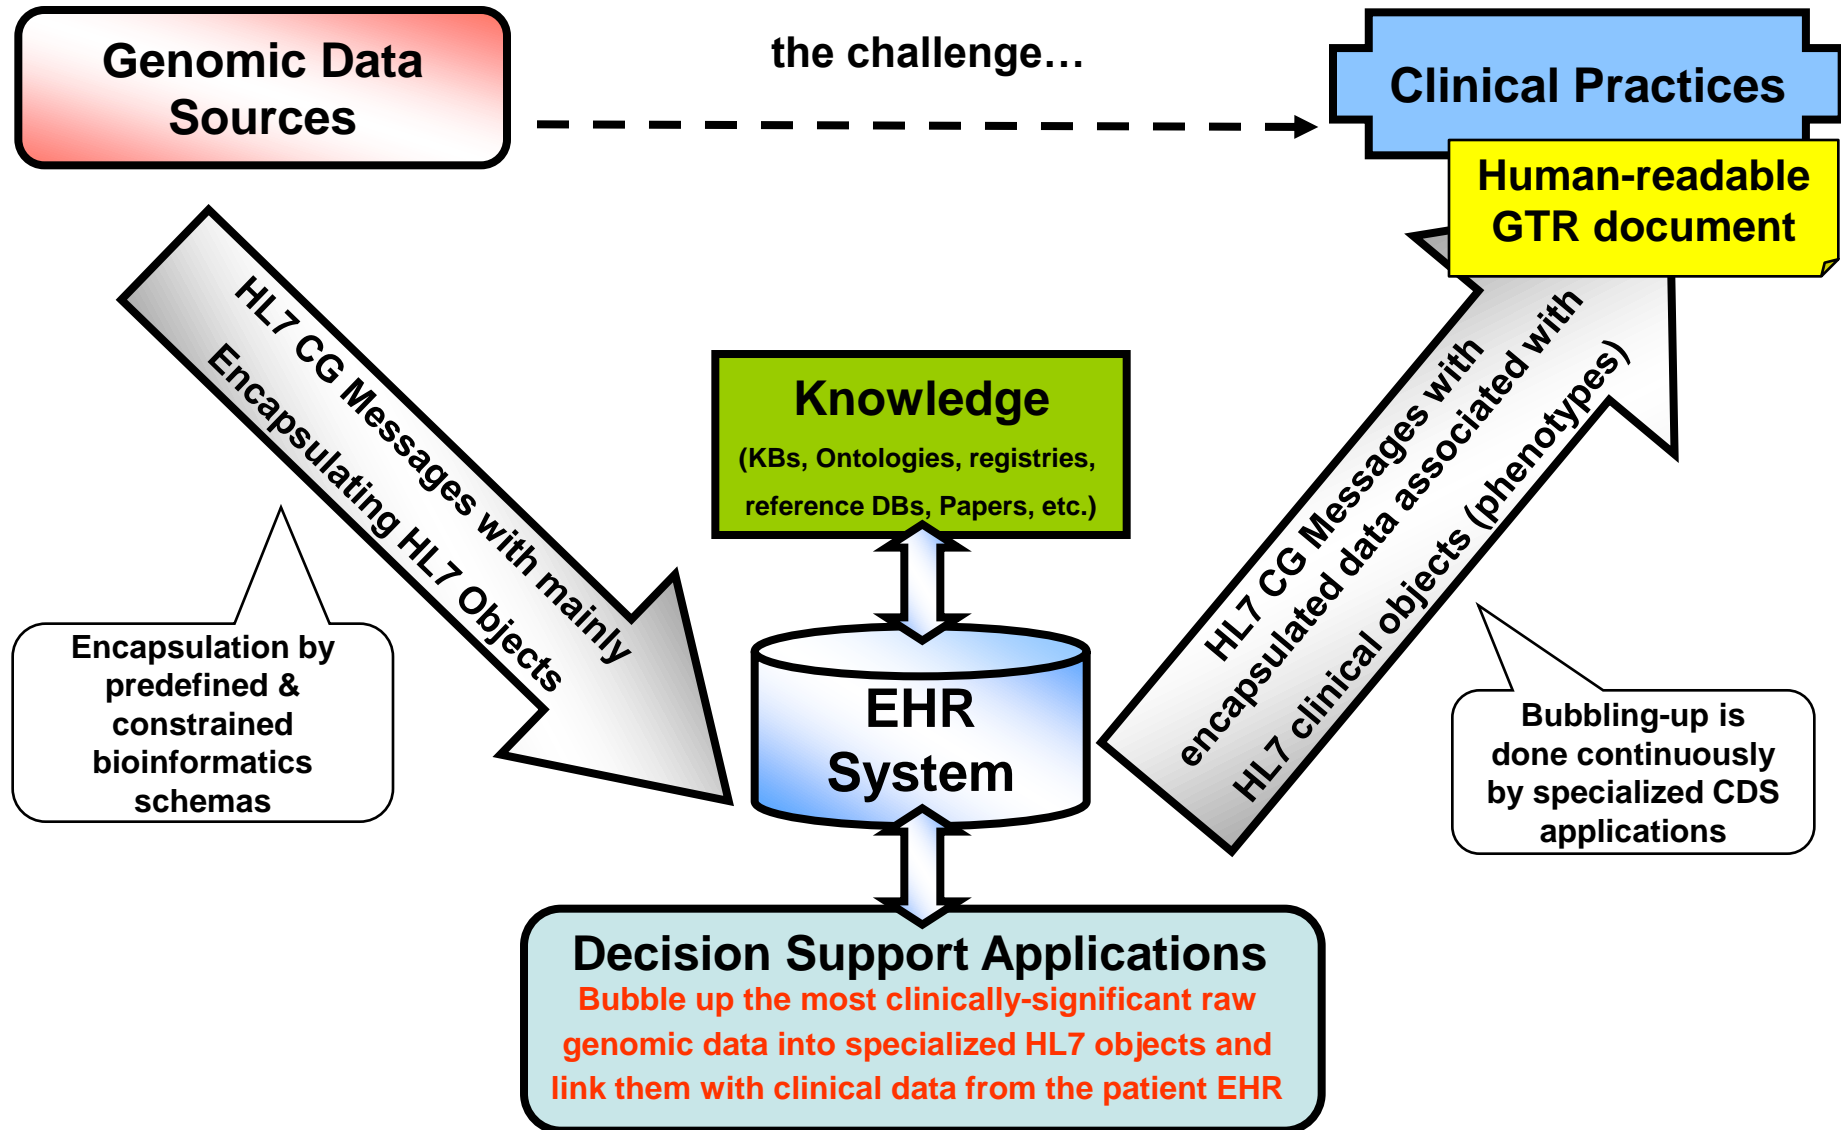 Genomic Data
Sources
the challenge…
Clinical Practices
Human-readable
GTR document
HL7 CG Messages with mainly
Encapsulating HL7 Objects
Encapsulation by
predefined &
constrained
bioinformatics
schemas
Knowledge
(KBs, Ontologies, registries,
reference DBs, Papers, etc.)
EHR
System
HL7 CG Messages with
encapsulated data associated with
HL7 clinical objects (phenotypes)
Bubbling-up is
done continuously
by specialized CDS
applications
Decision Support Applications
Bubble up the most clinically-significant raw
genomic data into specialized HL7 objects and
link them with clinical data from the patient EHR